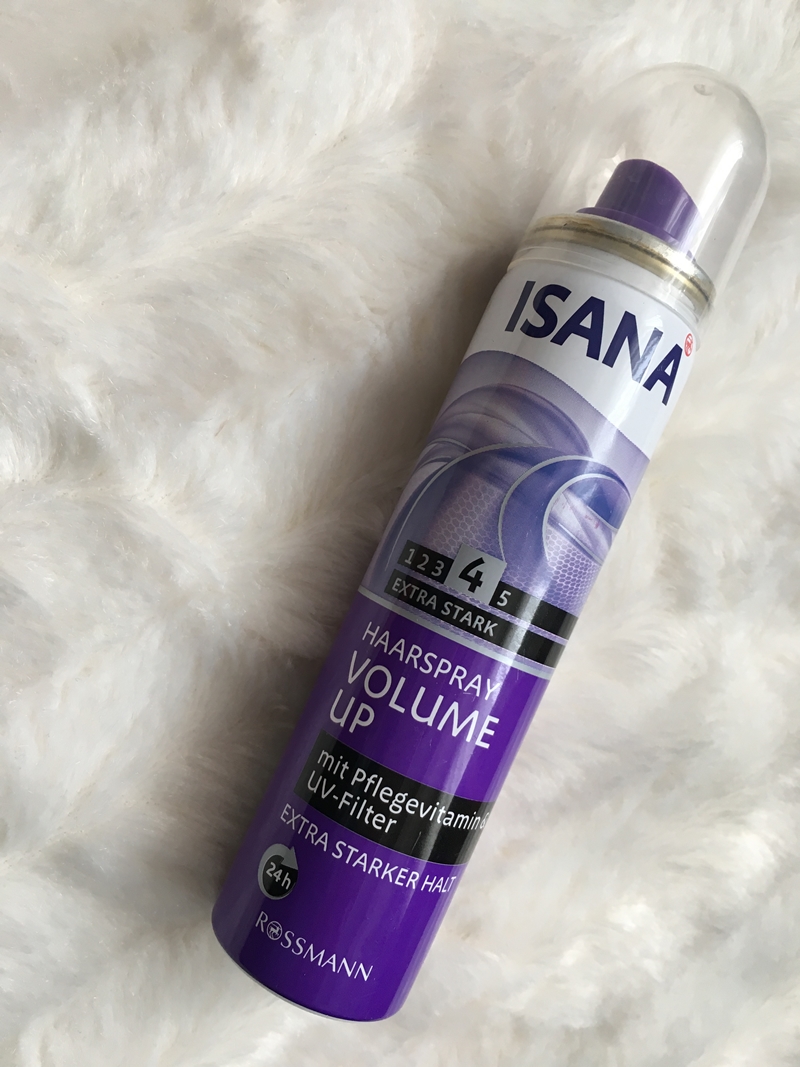 ISANA
1 2 3 4 5
EXTRA STARK
HAARSPRAY
VOLUME
UP
mit Pflegevitamin &
UV-Filter
EXTRA STARKER HALT
24h
ROSSMANN